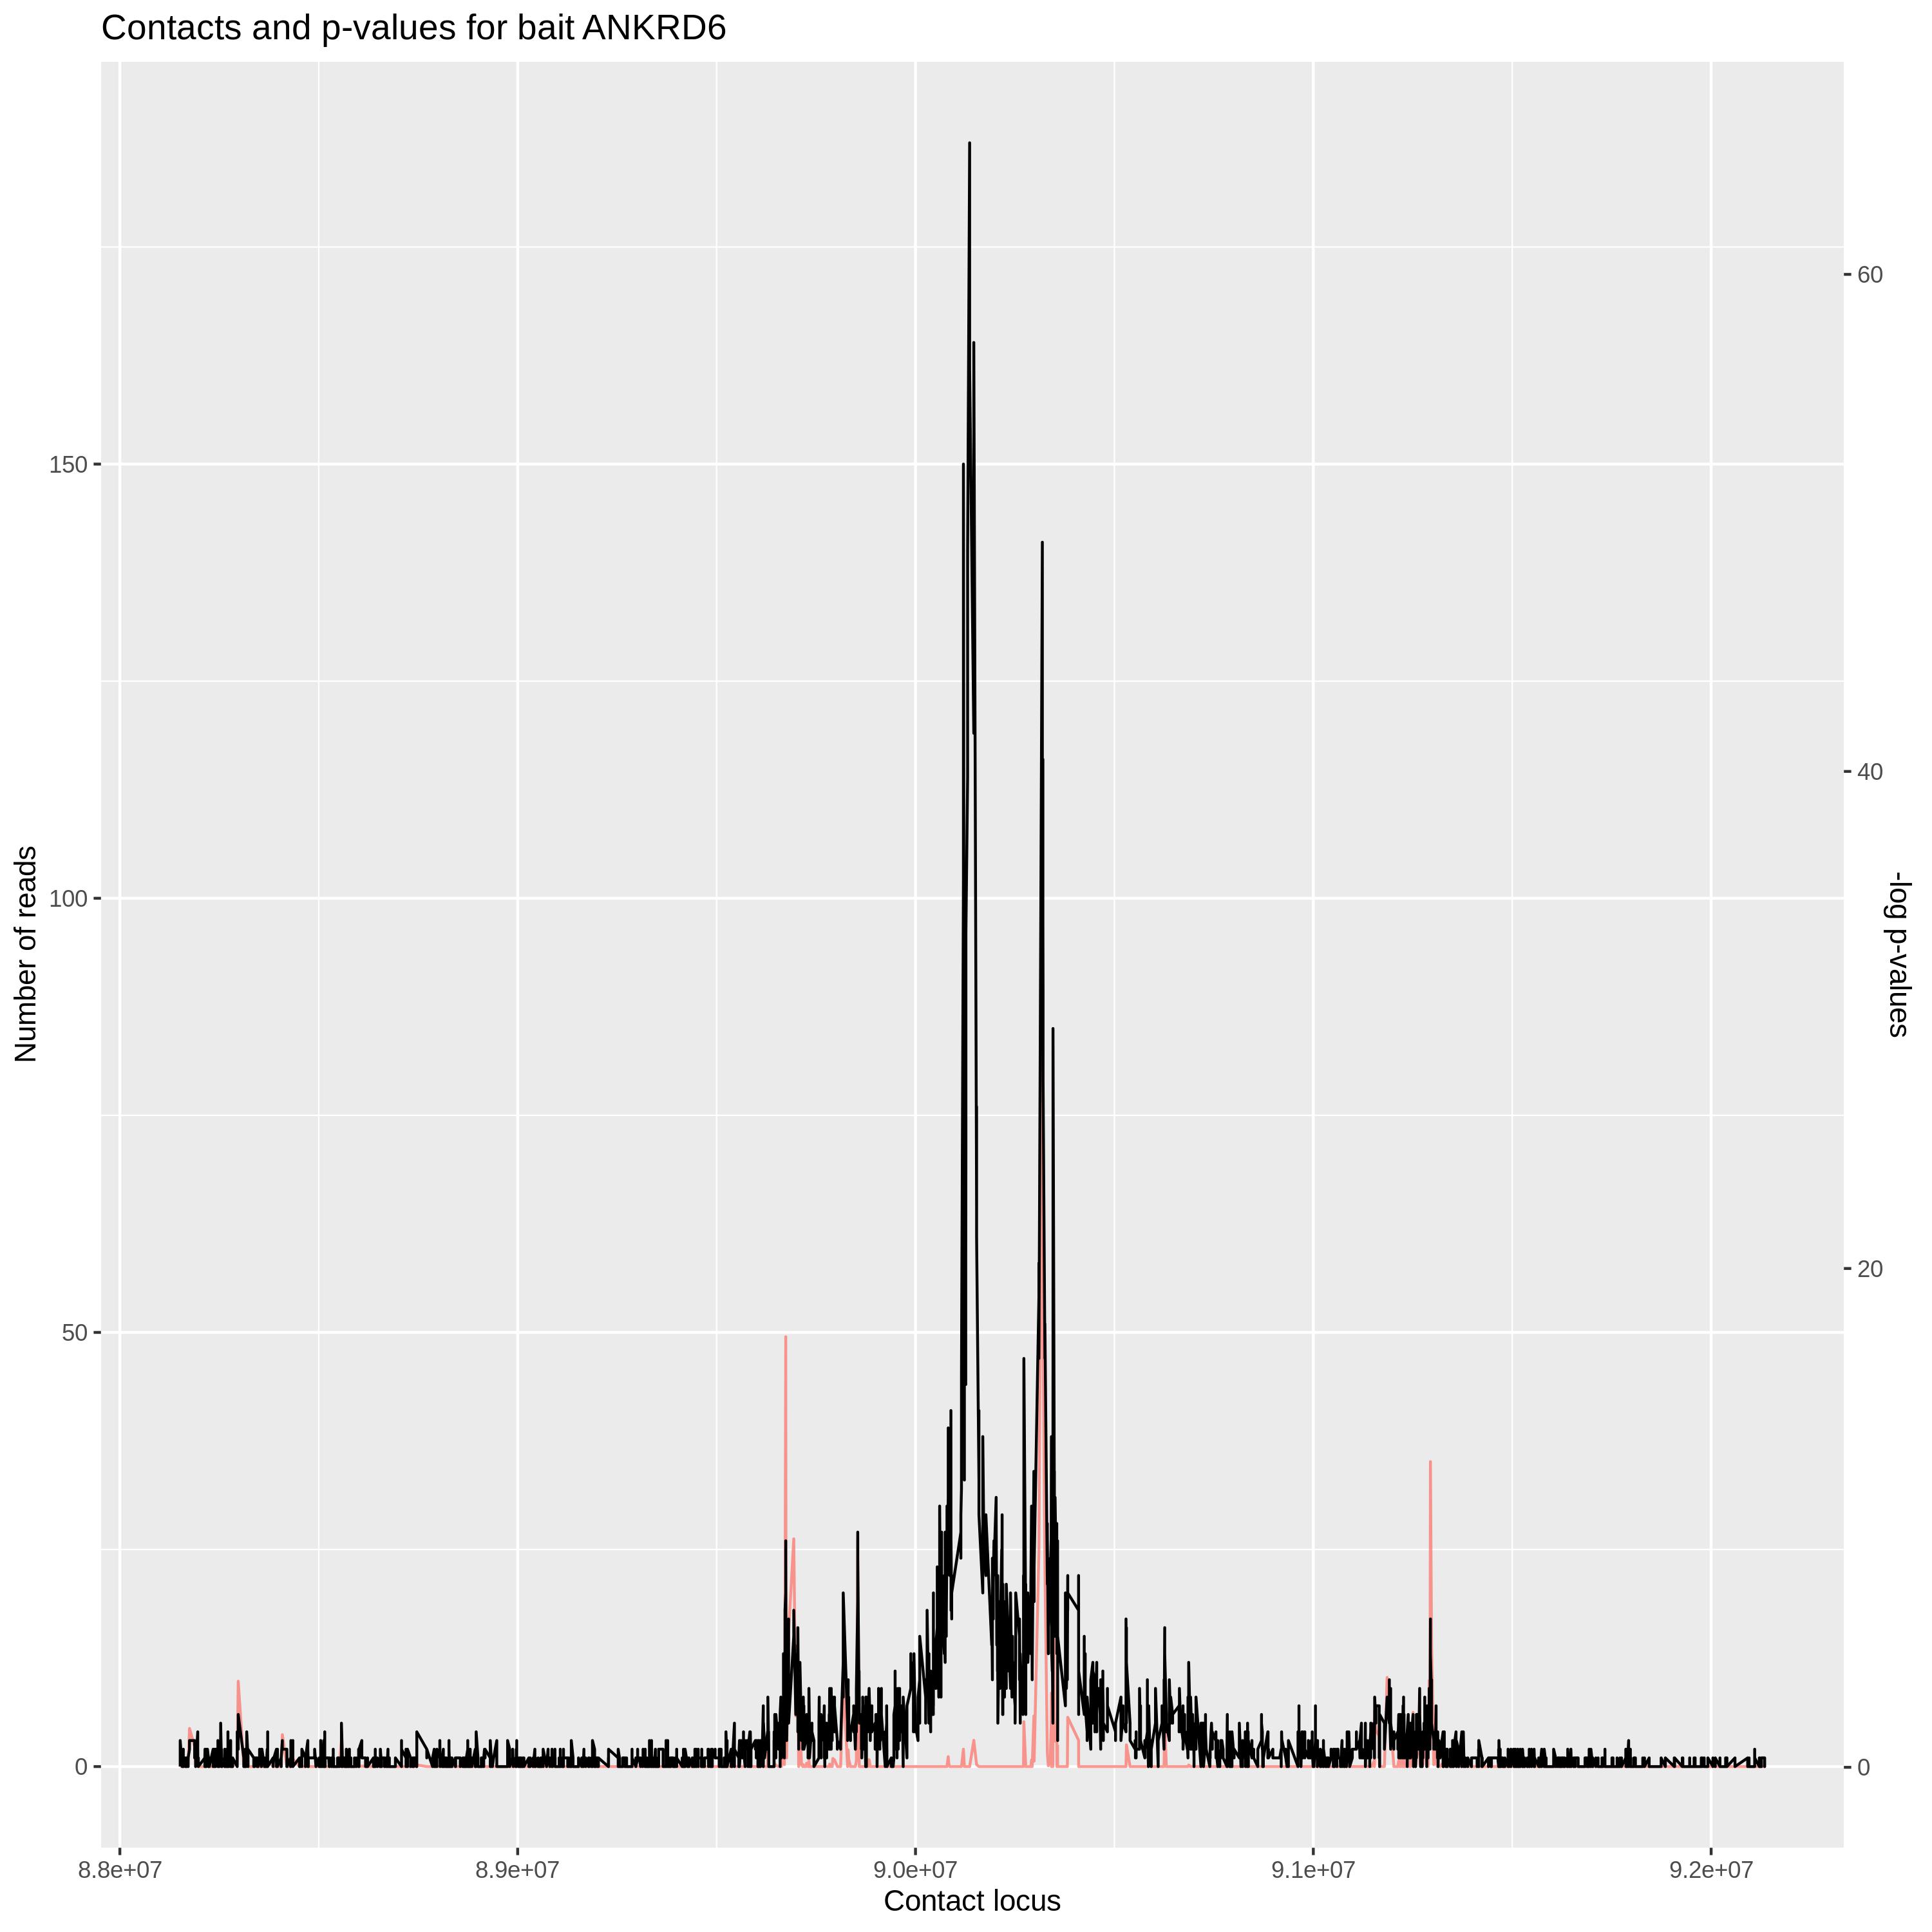 Contacts and p-values for bait ANKRD6
Number of reads
150
100
50
0
60
40
20
0
-log p-values
8.8e+07
8.9e+07
9.0e+07
9.1e+07
9.2e+07
Contact locus